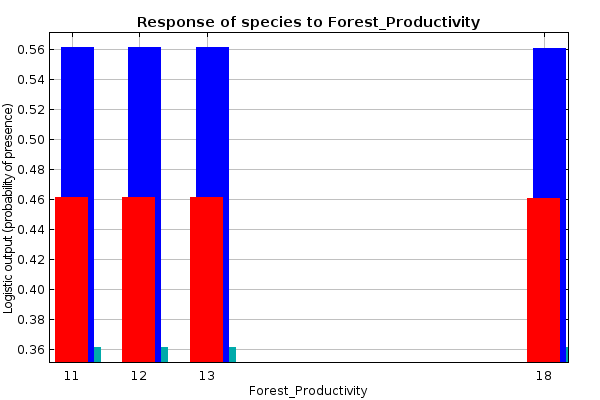 Response of species to Forest_Productivity
Logistic output (probability of presence)
0.56
0.54
0.52
0.50
0.48
0.46
0.44
0.42
0.40
0.38
0.36
11 12 13 18
Forest_Productivity